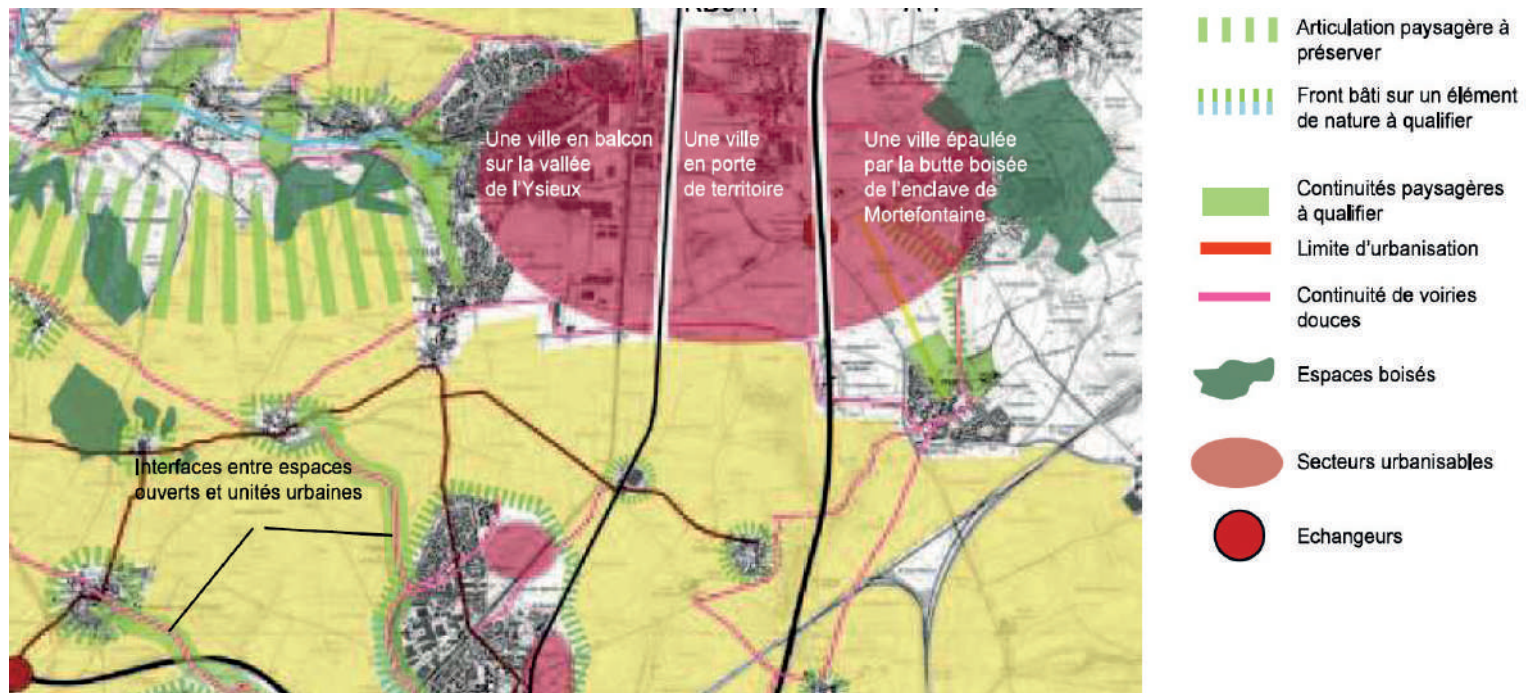 Une ville en balcon
sur la vallée
de l'Ysieux
Une ville
en porte
de territoire
Une ville épaulée
par la butte boisée
de l'enclave de
Mortefontaine
Interfaces entre espaces
ouverts et unités urbaines
Articulation paysagère à
préserver
Front bâti sur un élément
de nature à qualifier
Continuités paysagères
à qualifier
Limite d'urbanisation
Continuité de voiries
douces
Espaces boisés
Secteurs urbanisables
Echangeurs